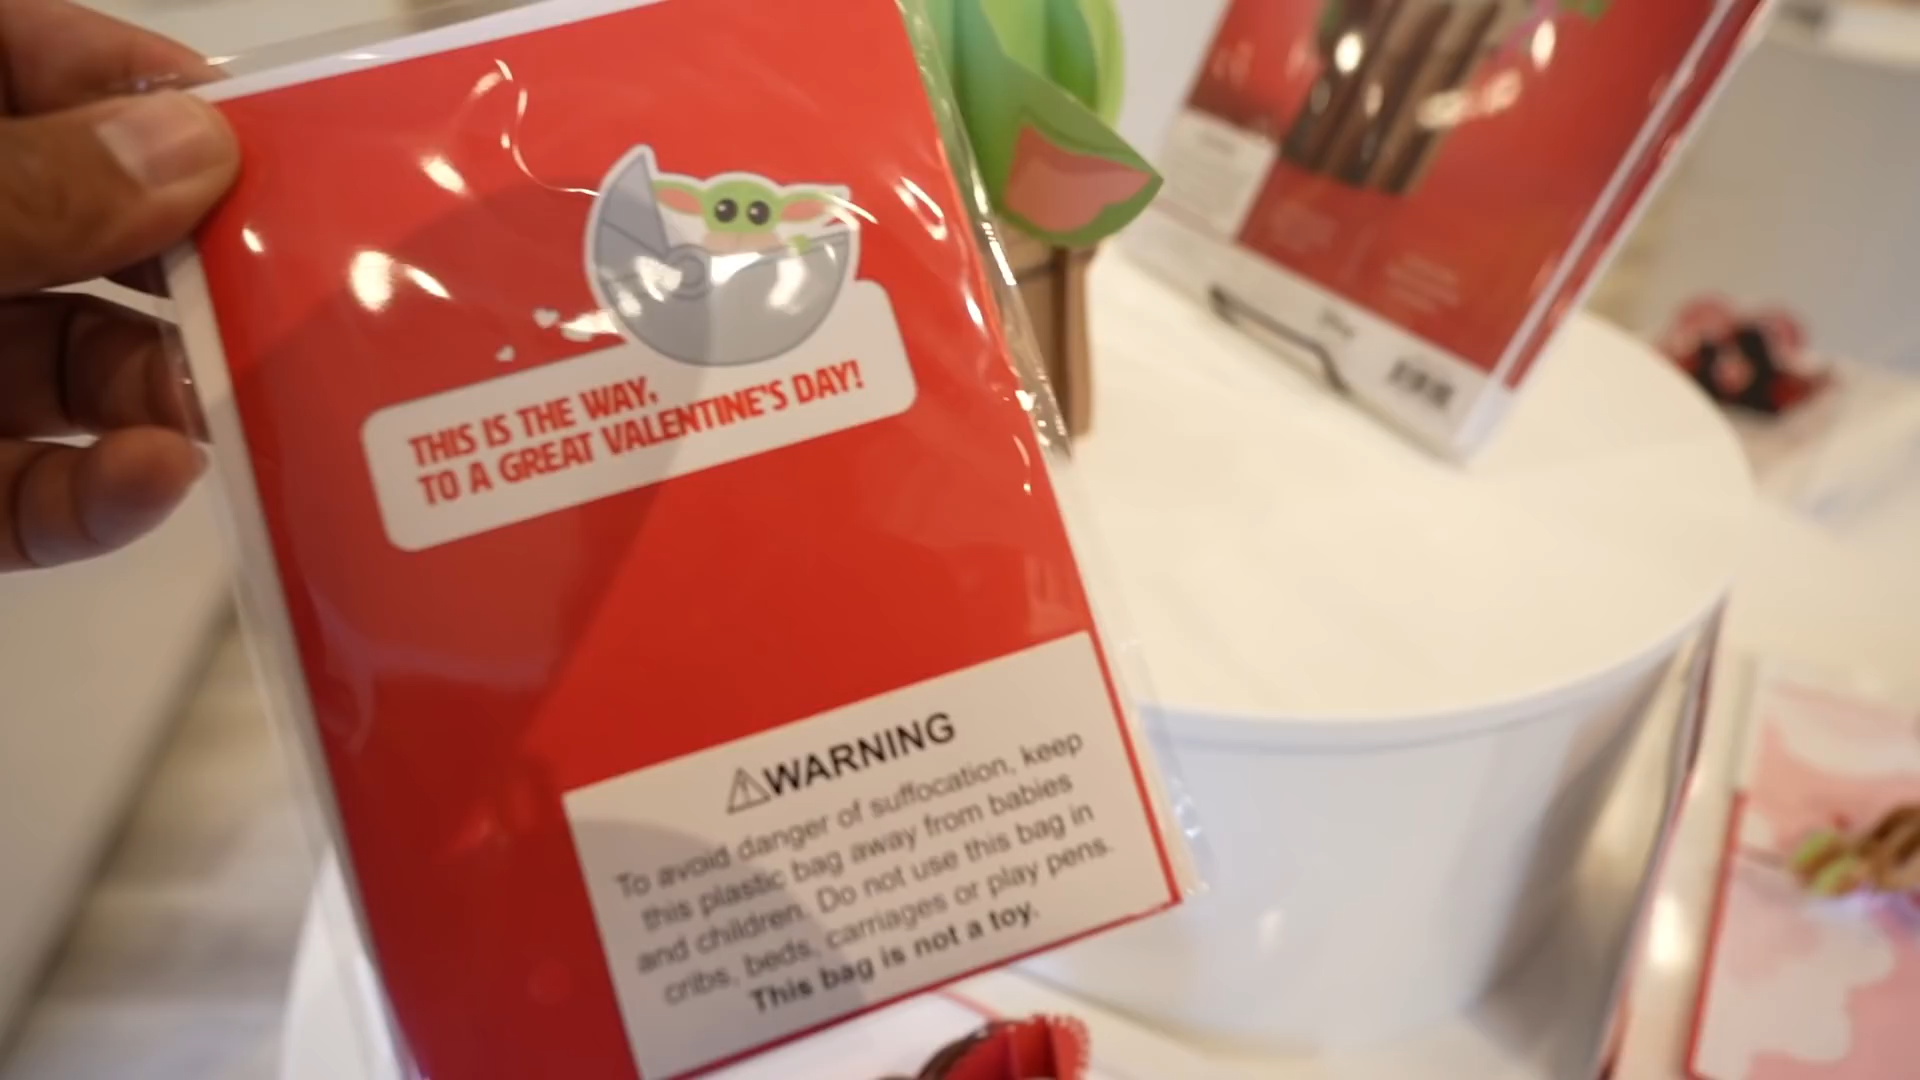 THIS IS THE WAY,
TO A GREAT VALENTINE'S DAY!
WARNING
To avoid danger of suffocation, keep
this plastic bag away from babies
and children. Do not use this bag in
cribs, beds, carriages or play pens.
This bag is not a toy.